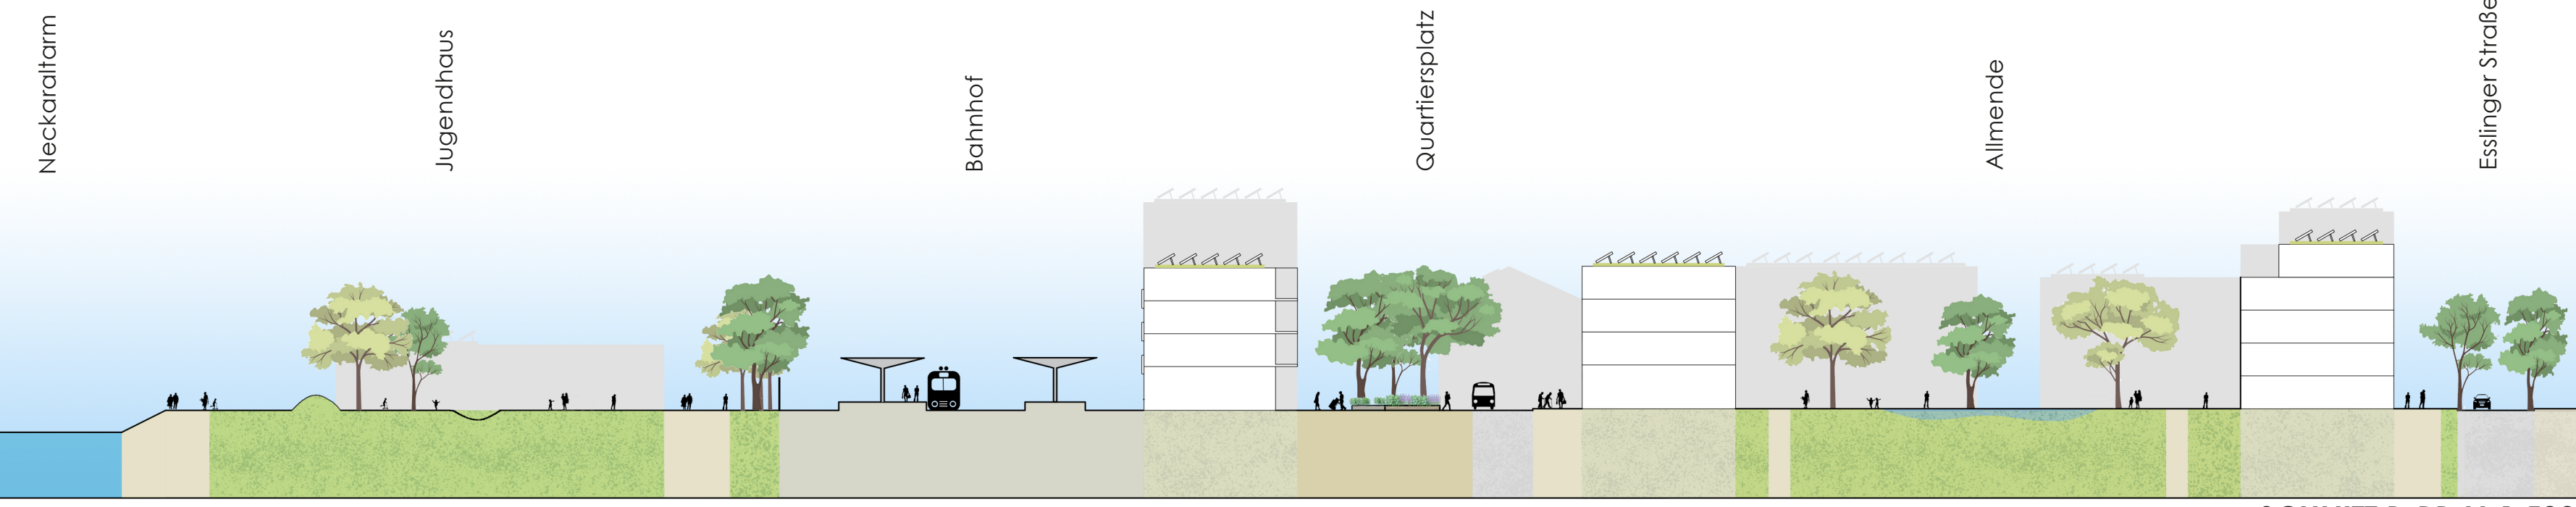 Neckaraltarm
Jugendhaus
Bahnhof
Quartiersplatz
Allmende
Esslinger Straße